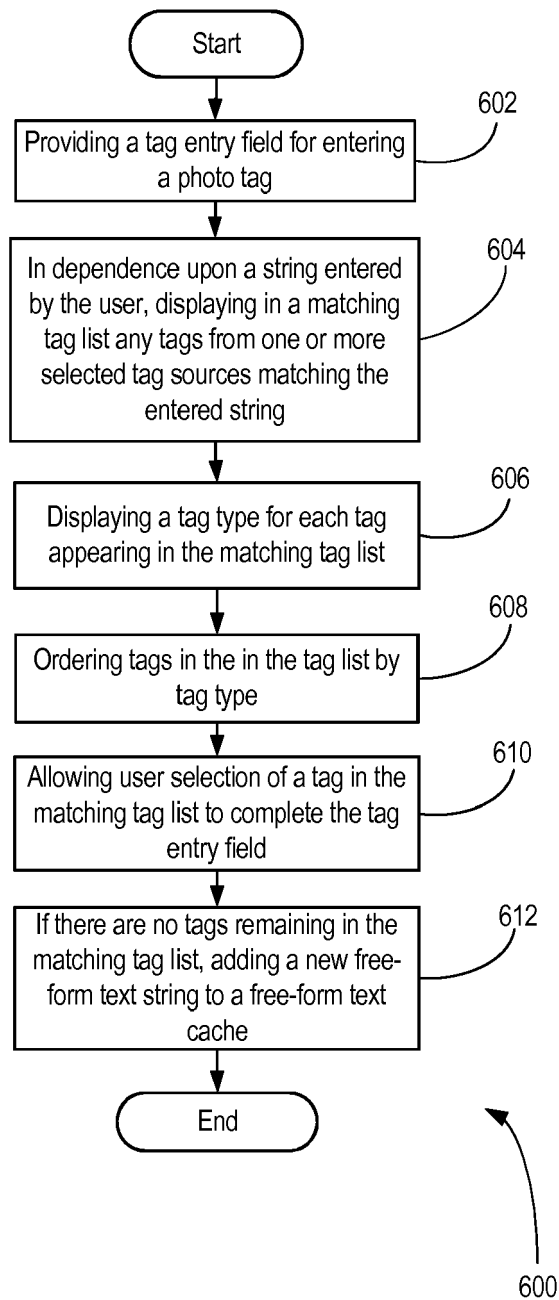 Start
602
Providing a tag entry field for entering
a photo tag
604
In dependence upon a string entered
by the user, displaying in a matching
tag list any tags from one or more
selected tag sources matching the
entered string
606
Displaying a tag type for each tag
appearing in the matching tag list
608
Ordering tags in the in the tag list by
tag type
610
Allowing user selection of a tag in the
matching tag list to complete the tag
entry field
612
If there are no tags remaining in the
matching tag list, adding a new free-
form text string to a free-form text
cache
End
600